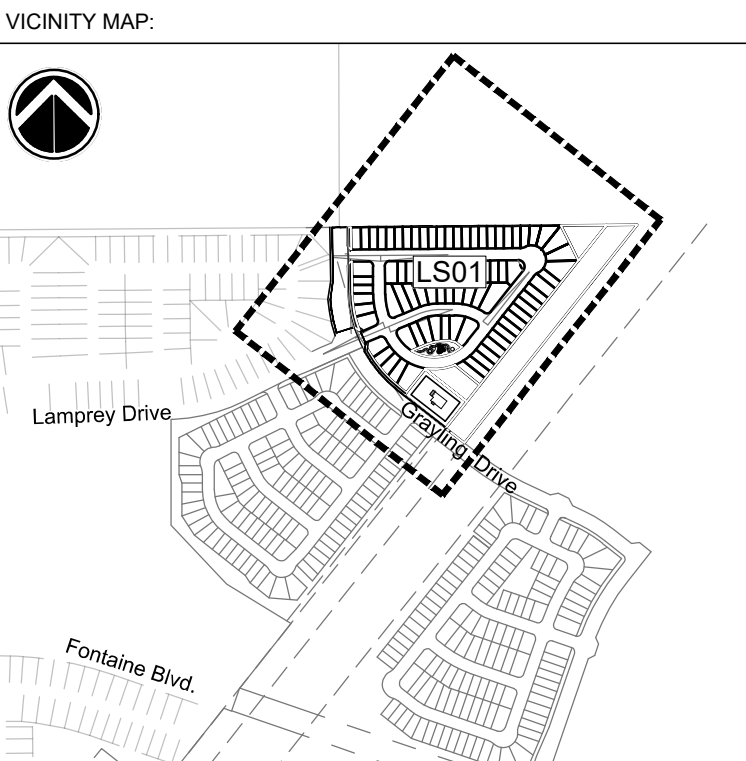 VICINITY MAP:
LS01
Lamprey Drive
Grayling Drive
Fontaine Blvd.